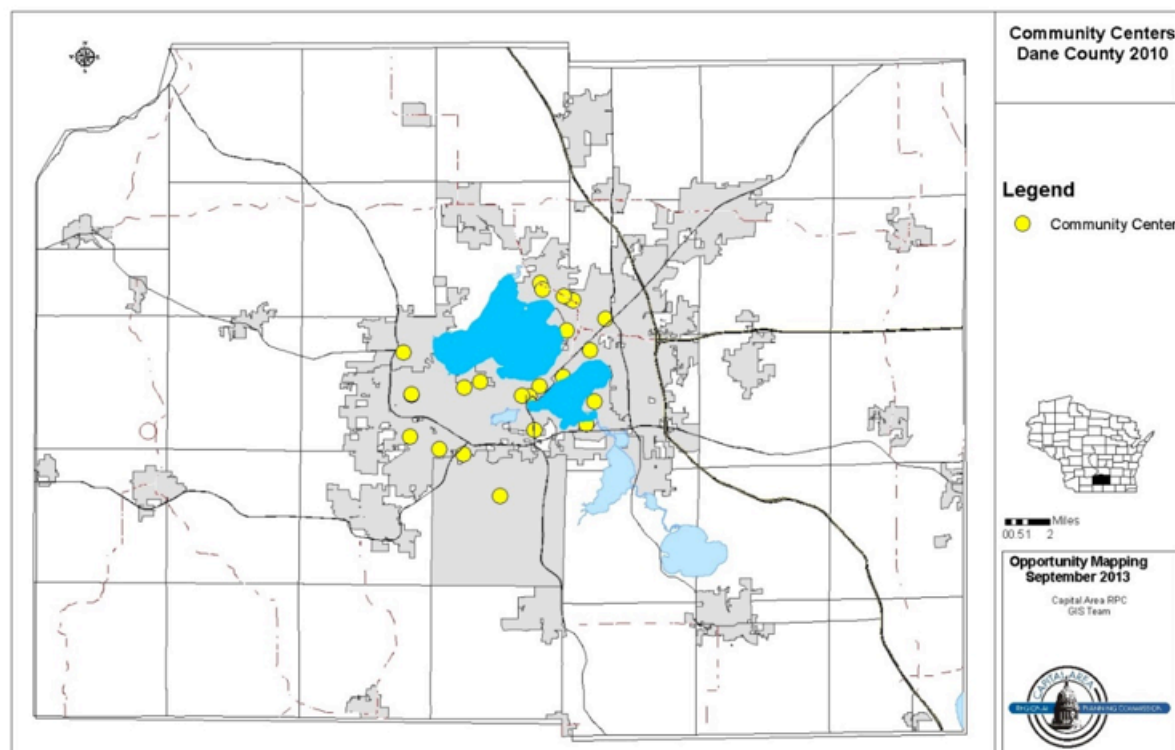 Community Centers
Dane County 2010
Legend
Community Center
Miles
00.51 2
Opportunity Mapping
September 2013
Capital Area RPC
GIS Team
CAPITAL AREA
REGIONAL PLANNING COMMISSION